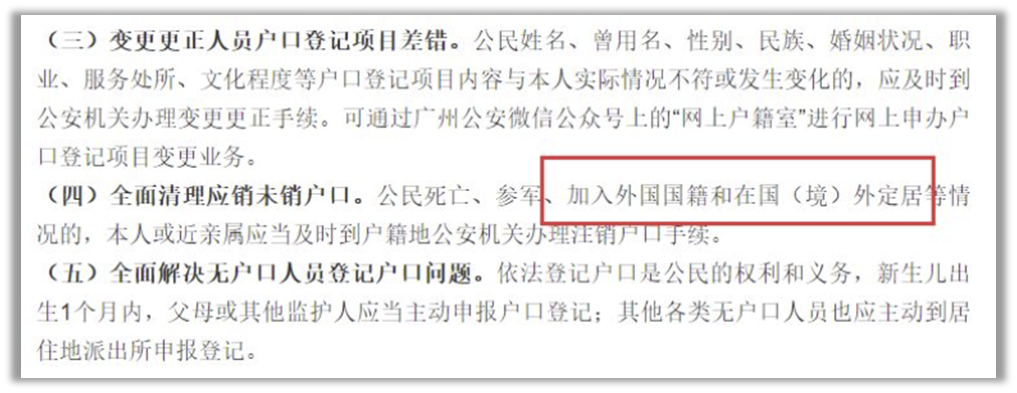 （三）变更更正人员户口登记项目差错。公民姓名、曾用名、性别、民族、婚姻状况、职
业、服务处所、文化程度等户口登记项目内容与本人实际情况不符或发生变化的，应及时到
公安机关办理变更更正手续。可通过广州公安微信公众号上的“网上户籍室”进行网上申办户
口登记项目变更业务。
（四）全面清理应销未销户口。公民死亡、参军、加入外国国籍和在国（境）外定居等情
况的，本人或近亲属应当及时到户籍地公安机关办理注销户口手续。
（五）全面解决无户口人员登记户口问题。依法登记户口是公民的权利和义务，新生儿出
生1个月内，父母或其他监护人应当主动申报户口登记；其他各类无户口人员也应主动到居
住地派出所申报登记。